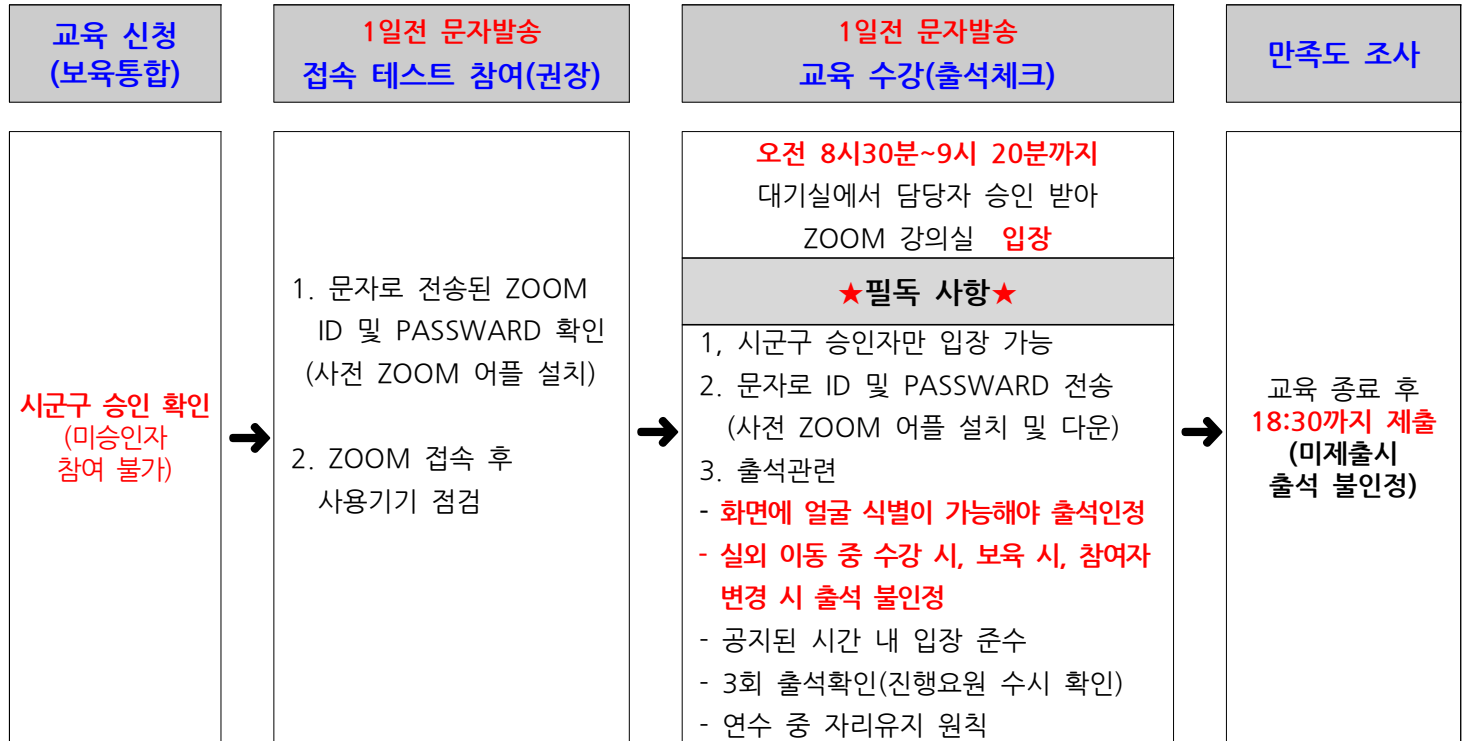 교육 신청
(보육통합)
1일전 문자발송
접속 테스트 참여(권장)
1일전 문자발송
교육 수강(출석체크)
만족도 조사
시군구 승인 확인
(미승인자
참여 불가)
➜
1. 문자로 전송된 ZOOM
ID 및 PASSWARD 확인
(사전 ZOOM 어플 설치)
2. ZOOM 접속 후
사용기기 점검
➜
오전 8시30분~9시 20분까지
대기실에서 담당자 승인 받아
ZOOM 강의실 입장
★필독 사항★
1, 시군구 승인자만 입장 가능
2. 문자로 ID 및 PASSWARD 전송
(사전 ZOOM 어플 설치 및 다운)
3. 출석관련
- 화면에 얼굴 식별이 가능해야 출석인정
- 실외 이동 중 수강 시, 보육 시, 참여자
변경 시 출석 불인정
- 공지된 시간 내 입장 준수
- 3회 출석확인(진행요원 수시 확인)
- 연수 중 자리유지 원칙
➜
교육 종료 후
18:30까지 제출
(미제출시
출석 불인정)